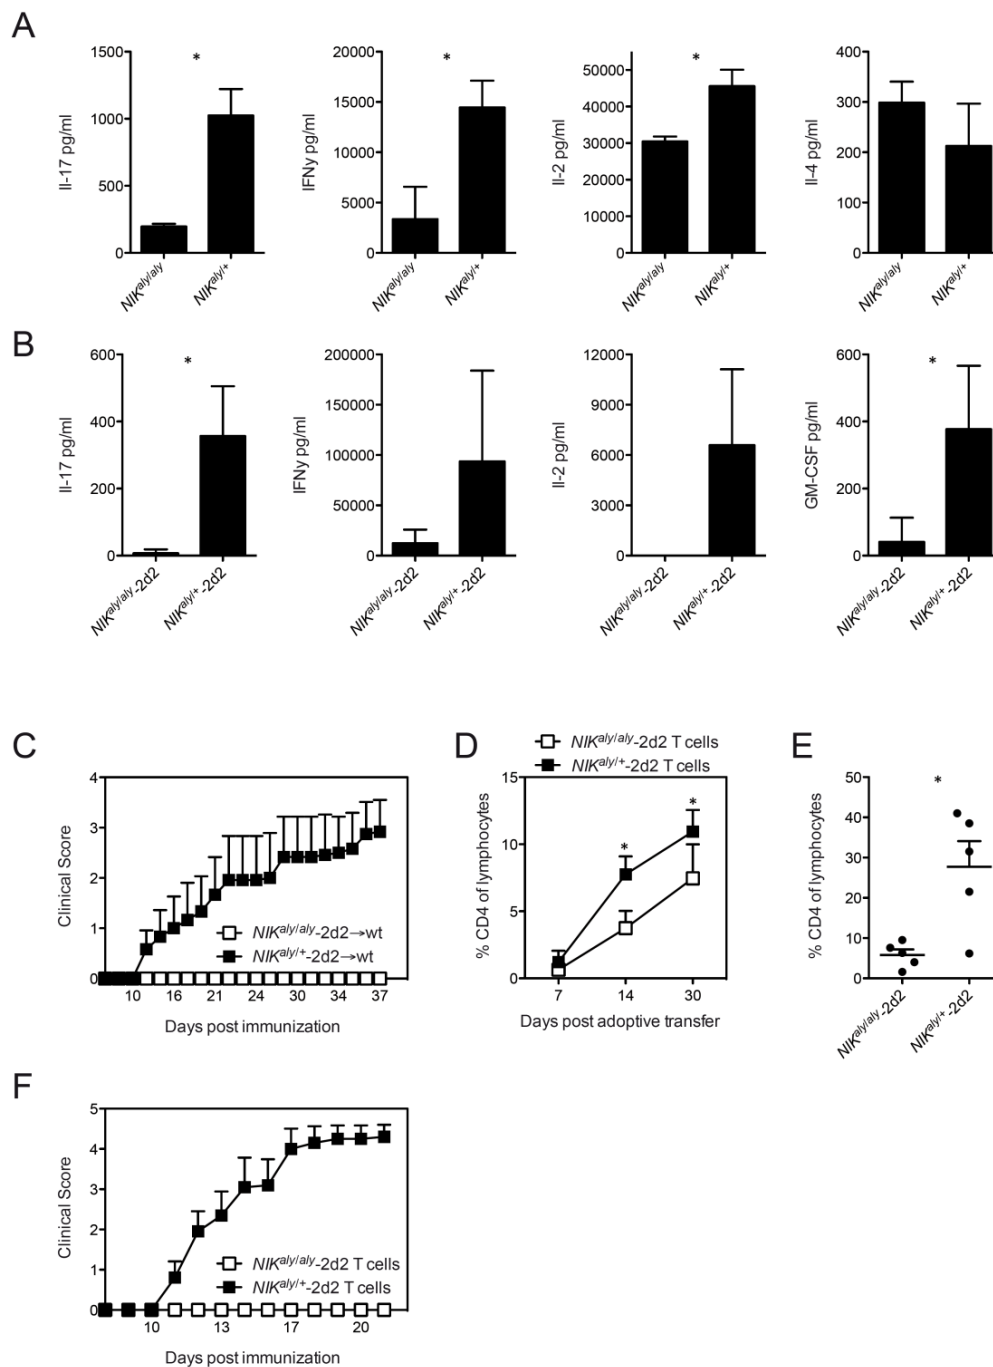 A
Il-17 pg/ml
1500
1000
500
0
*
NIKaly/aly
NIKaly/+
IFNγ pg/ml
20000
15000
10000
5000
0
*
NIKaly/aly
NIKaly/+
Il-2 pg/ml
50000
40000
30000
20000
10000
0
*
NIKaly/aly
NIKaly/+
Il-4 pg/ml
400
300
200
100
0
NIKaly/aly
NIKaly/+
B
Il-17 pg/ml
600
400
200
0
*
NIKaly/aly-2d2
NIKaly/+-2d2
IFNγ pg/ml
200000
150000
100000
50000
0
NIKaly/aly-2d2
NIKaly/+-2d2
Il-2 pg/ml
12000
9000
6000
3000
0
NIKaly/aly-2d2
NIKaly/+-2d2
GM-CSF pg/ml
600
400
200
0
*
NIKaly/aly-2d2
NIKaly/+-2d2
C
Clinical Score
4
3
2
1
0
NIKaly/aly-2d2→wt
NIKaly/+-2d2→wt
10 16 21 24 30 34 37
Days post immunization
D
NIKaly/aly-2d2 T cells
NIKaly/+-2d2 T cells
% CD4 of lymphocytes
15
10
5
0
*
*
7 14 30
Days post adoptive transfer
E
% CD4 of lymphocytes
50
40
30
20
10
0
*
NIKaly/aly-2d2
NIKaly/+-2d2
F
Clinical Score
5
4
3
2
1
0
NIKaly/aly-2d2 T cells
NIKaly/+-2d2 T cells
10 13 17 20
Days post immunization